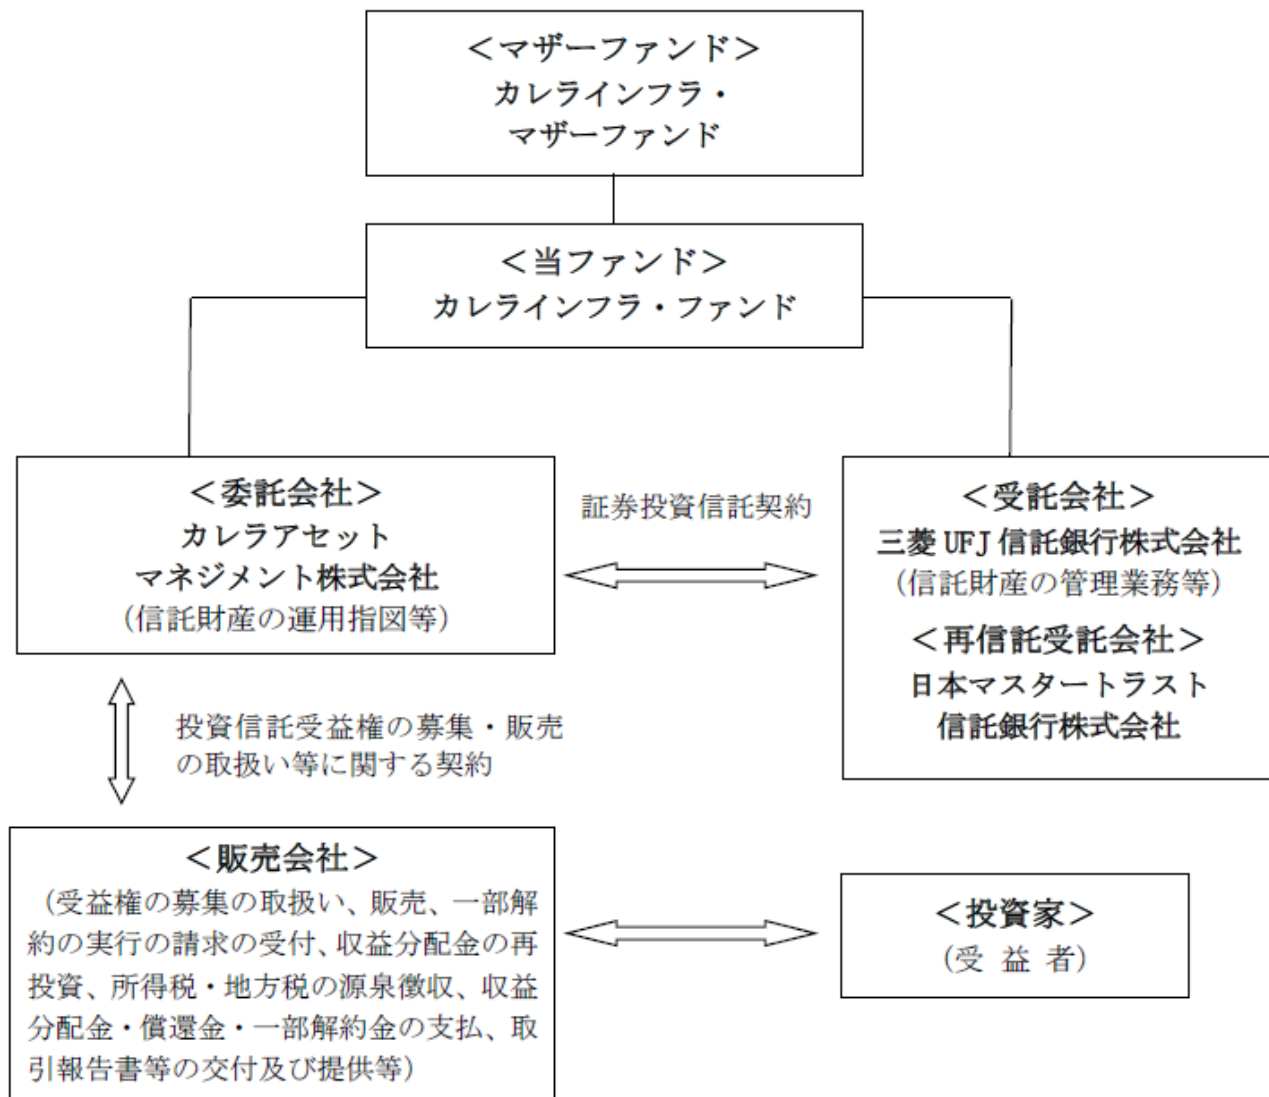 ＜マザーファンド＞
カレラインフラ・
マザーファンド
＜当ファンド＞
カレラインフラ・ファンド
＜委託会社＞
カレラアセット
マネジメント株式会社
（信託財産の運用指図等）
証券投資信託契約
＜受託会社＞
三菱 UFJ 信託銀行株式会社
（信託財産の管理業務等）
＜再信託受託会社＞
日本マスタートラスト
信託銀行株式会社
投資信託受益権の募集・販売
の取扱い等に関する契約
＜販売会社＞
（受益権の募集の取扱い、販売、一部解
約の実行の請求の受付、収益分配金の再
投資、所得税・地方税の源泉徴収、収益
分配金・償還金・一部解約金の支払、取
引報告書等の交付及び提供等）
＜投資家＞
（受 益 者）